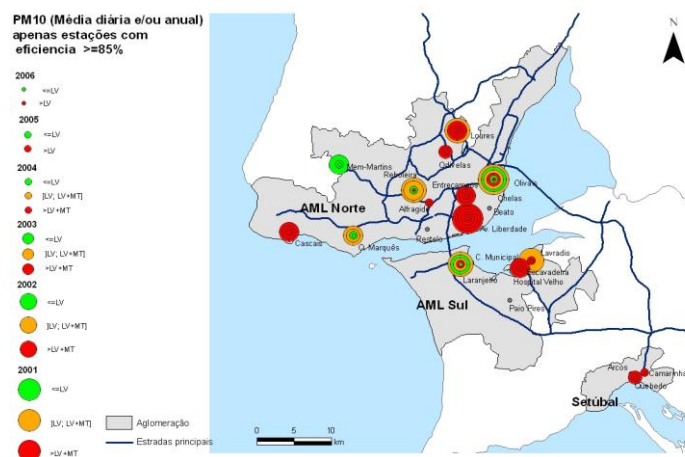 PM10 (Média diária e/ou anual)
apenas estações com
eficiencia >=85%
2006
<=LV
>LV
2005
<=LV
>LV
2004
<=LV
]LV; LV+MT]
>LV+MT
2003
<=LV
]LV; LV+MT]
>LV+MT
2002
<=LV
]LV; LV+MT]
>LV+MT
2001
<=LV
]LV; LV+MT]
>LV+MT
Aglomeração
Estradas principais
N
Loures
Odivelas
Mem-Martins
Reboleira
Entrecampos
Olivais
Chelas
Alfragide
Beato
AML Norte
Av. Liberdade
Restelo
Cascais
Q. Marquês
C. Municipal
Lavradio
Escavadeira
Laranjeiro
Hospital Velho
AML Sul
Paio Pires
Arcos
Camarinha
Quebedo
Setúbal
0 5 10
km